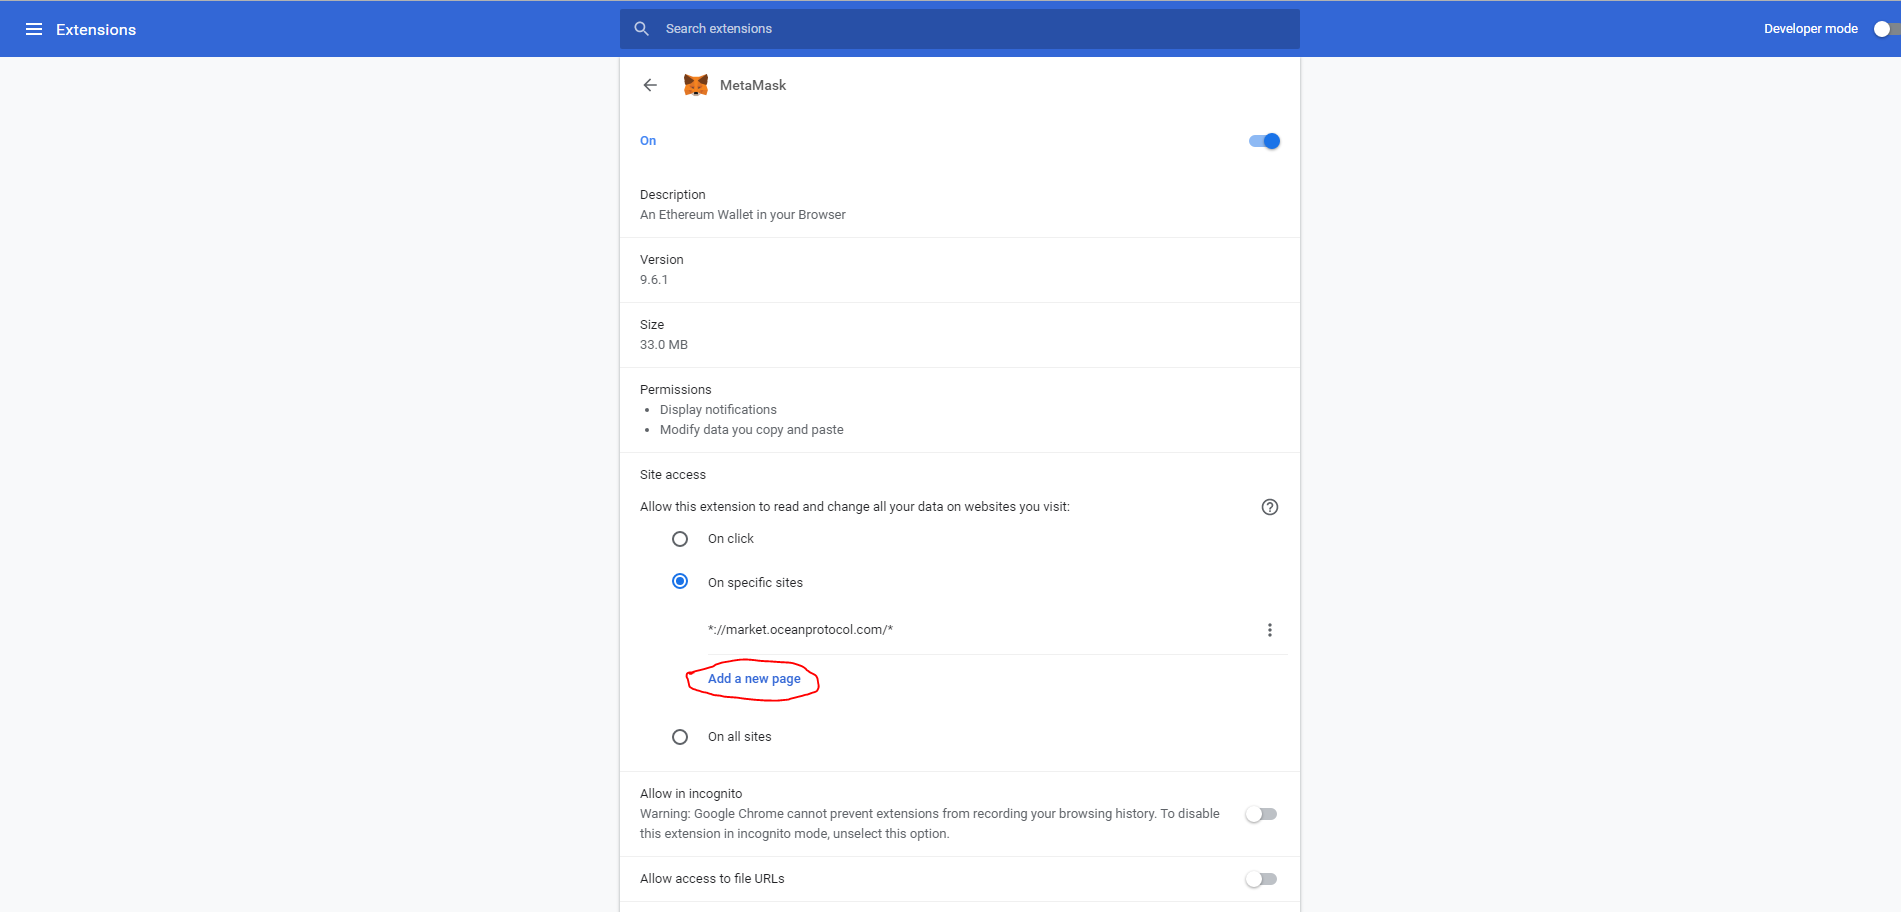 Extensions
Search extensions
Developer mode
MetaMask
On
Description
An Ethereum Wallet in your Browser
Version
9.6.1
Size
33.0 MB
Permissions
• Display notifications
• Modify data you copy and paste
Site access
Allow this extension to read and change all your data on websites you visit:
On click
On specific sites
*://market.oceanprotocol.com/*
Add a new page
On all sites
Allow in incognito
Warning: Google Chrome cannot prevent extensions from recording your browsing history. To disable
this extension in incognito mode, unselect this option.
Allow access to file URLs